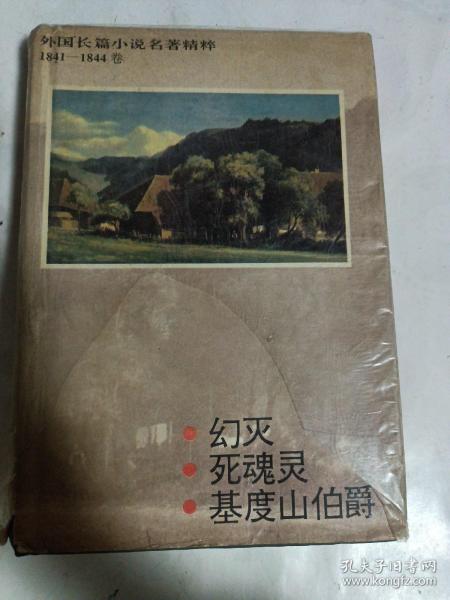 外国长篇小说名著精粹
1841—1844卷
幻灭
死魂灵
基度山伯爵
孔夫子旧书网
www.kongfz.com